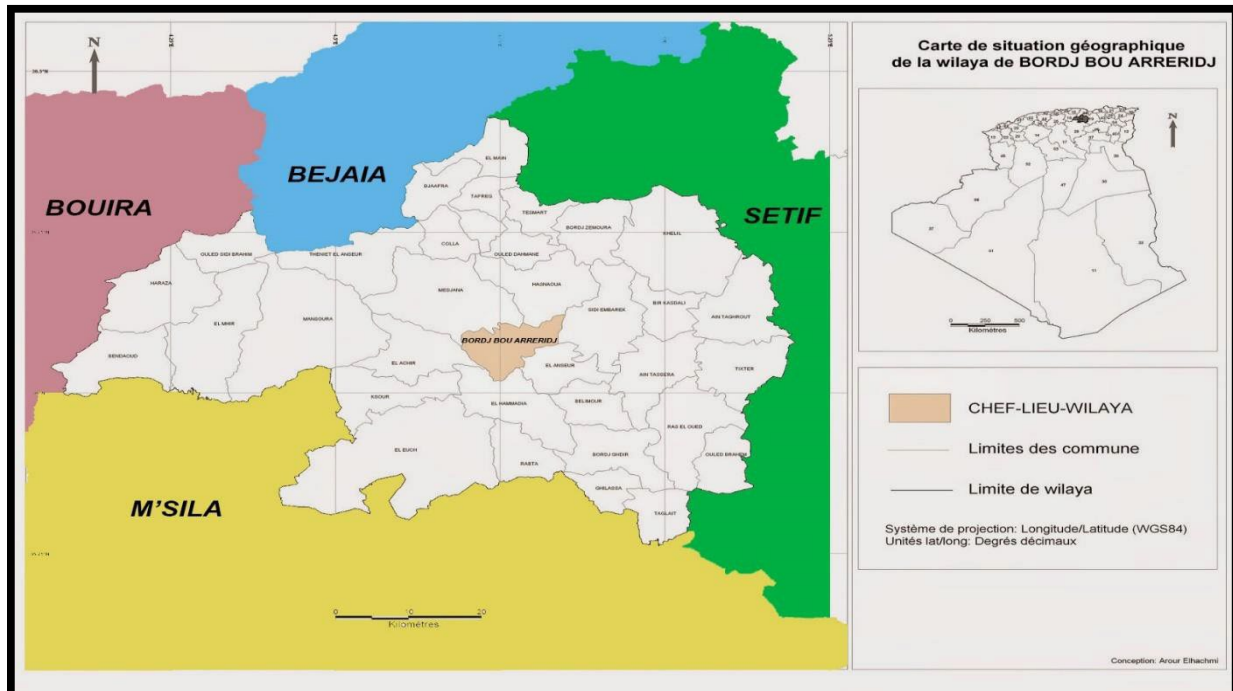 N
BEJAIA
BOUIRA
SETIF
M'SILA
EL MAIN
DJAAFRA
TAFREG
TESMART
BORDJ ZEMOURA
KHELIL
COLLA
OULED DAHMANE
OULED SIDI BRAHIM
THENIET EL ANSEUR
HARAZA
MEDJANA
HASNAOUA
EL MHIR
MANSOURA
SIDI EMBAREK
BIR KASDALI
AIN TAGHROUT
BORDJ BOU ARRERIDJ
BENDAOUD
EL ACHIR
EL ANSEUR
AIN TASSERA
TIXTER
KSOUR
EL HAMMADIA
BELIMOUR
RAS EL OUED
EL EUCH
RABTA
BORDJ GHDIR
OULED BRAHEM
GHILASSA
TAGLAIT
0 10 20
Kilomètres
Carte de situation géographique
de la wilaya de BORDJ BOU ARRERIDJ
N
0 250 500
Kilomètres
CHEF-LIEU-WILAYA
Limites des commune
Limite de wilaya
Système de projection: Longitude/Latitude (WGS84)
Unités lat/long: Degrés décimaux
Conception: Arour Elhachmi